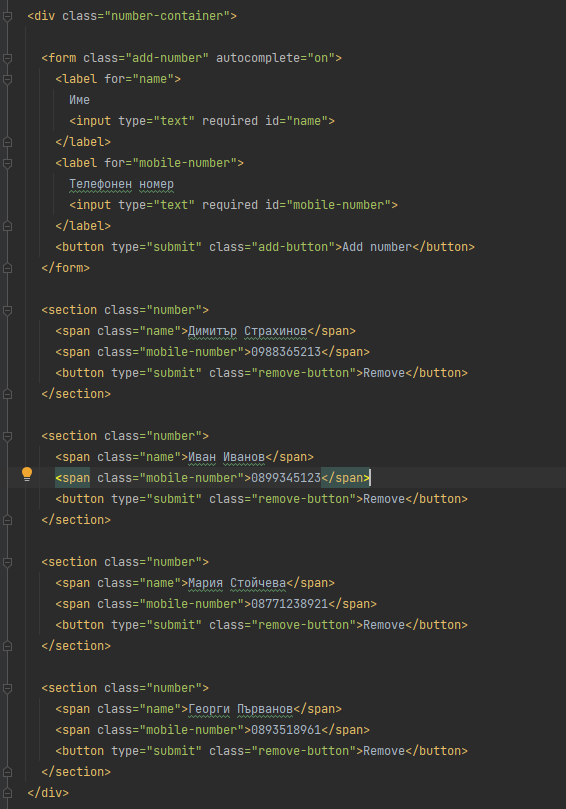 <div class="number-container">
<form class="add-number" autocomplete="on">
<label for="name">
Име
<input type="text" required id="name">
</label>
<label for="mobile-number">
Телефонен номер
<input type="text" required id="mobile-number">
</label>
<button type="submit" class="add-button">Add number</button>
</form>
<section class="number">
<span class="name">Димитър Страхинов</span>
<span class="mobile-number">0988365213</span>
<button type="submit" class="remove-button">Remove</button>
</section>
<section class="number">
<span class="name">Иван Иванов</span>
<span class="mobile-number">0899345123</span>
<button type="submit" class="remove-button">Remove</button>
</section>
<section class="number">
<span class="name">Мария Стойчева</span>
<span class="mobile-number">08771238921</span>
<button type="submit" class="remove-button">Remove</button>
</section>
<section class="number">
<span class="name">Георги Първанов</span>
<span class="mobile-number">0893518961</span>
<button type="submit" class="remove-button">Remove</button>
</section>
</div>